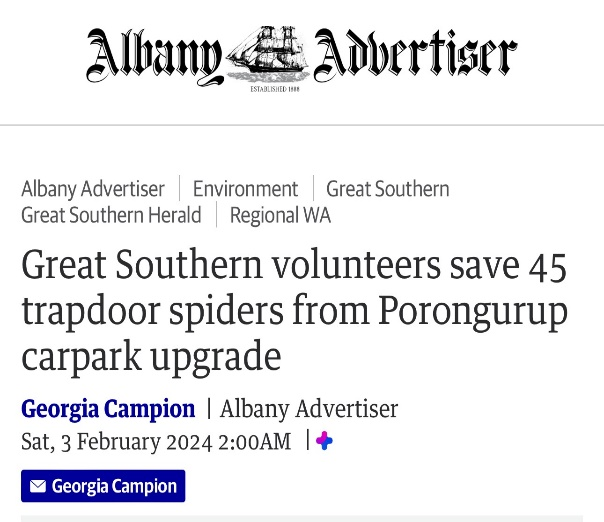 Albany Advertiser
ESTABLISHED 1888
Albany Advertiser | Environment | Great Southern
Great Southern Herald | Regional WA
Great Southern volunteers save 45
trapdoor spiders from Porongurup
carpark upgrade
Georgia Campion | Albany Advertiser
Sat, 3 February 2024 2:00AM |
Georgia Campion